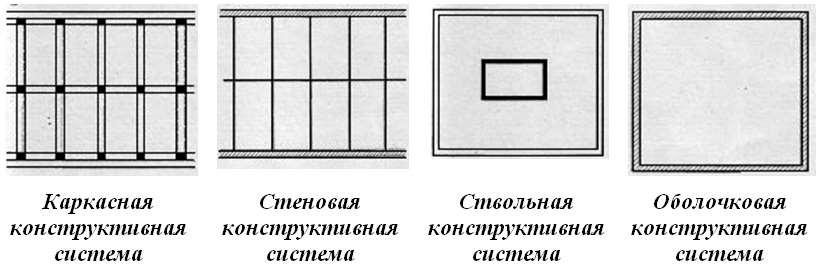 Каркасная
конструктивная
система
Стеновая
конструктивная
система
Ствольная
конструктивная
система
Оболочковая
конструктивная
система